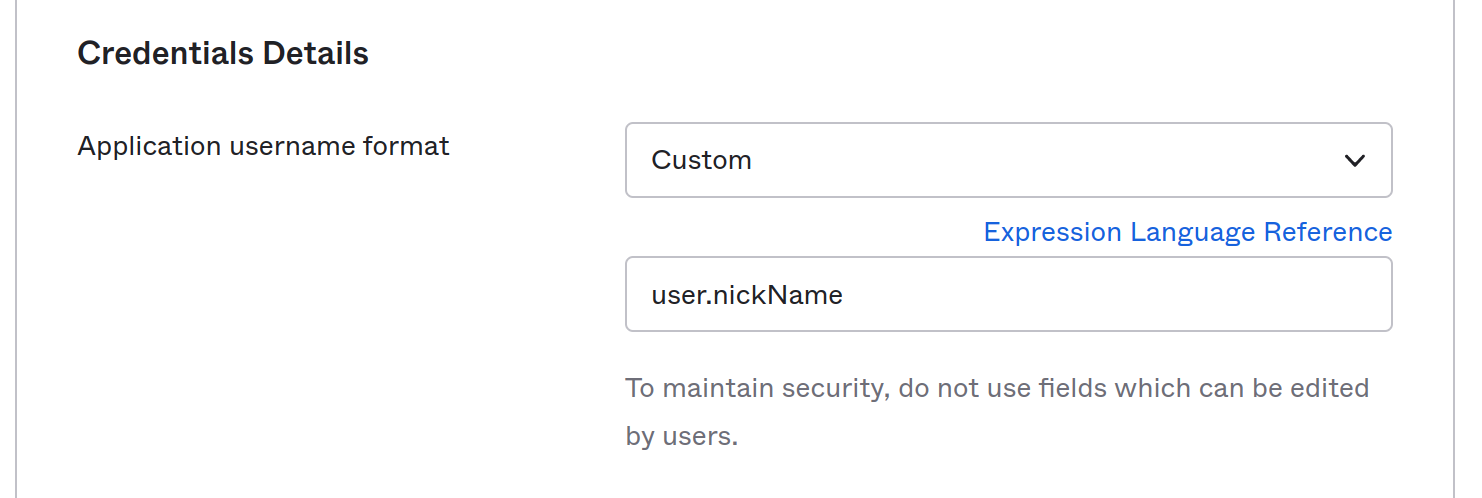 Credentials Details
Application username format
Custom
Expression Language Reference
user.nickName
To maintain security, do not use fields which can be edited
by users.